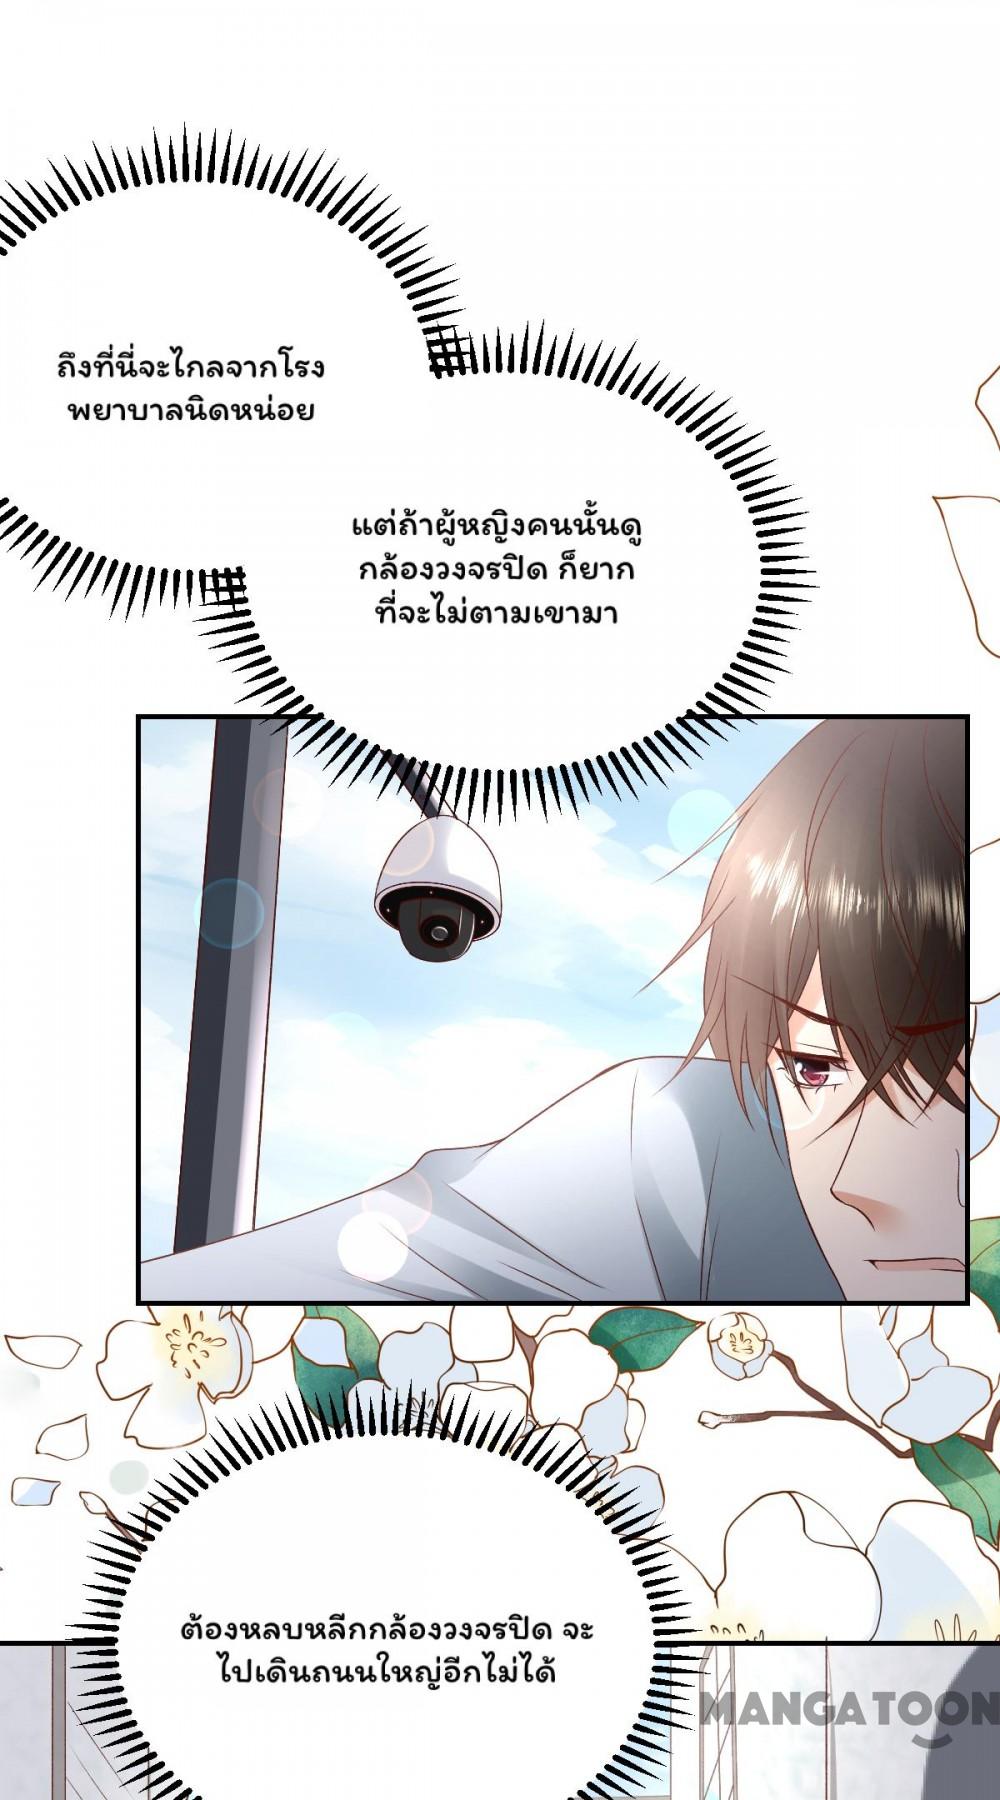 ถึงที่นี่จะไกลจากโรง
พยาบาลนิดหน่อย
แต่ถ้าผู้หญิงคนนั้นดู
กล้องวงจรปิด ก็ยาก
ที่จะไม่ตามเขามา
ต้องหลบหลีกกล้องวงจรปิด จะ
ไปเดินถนนใหญ่อีกไม่ได้
MANGATOON